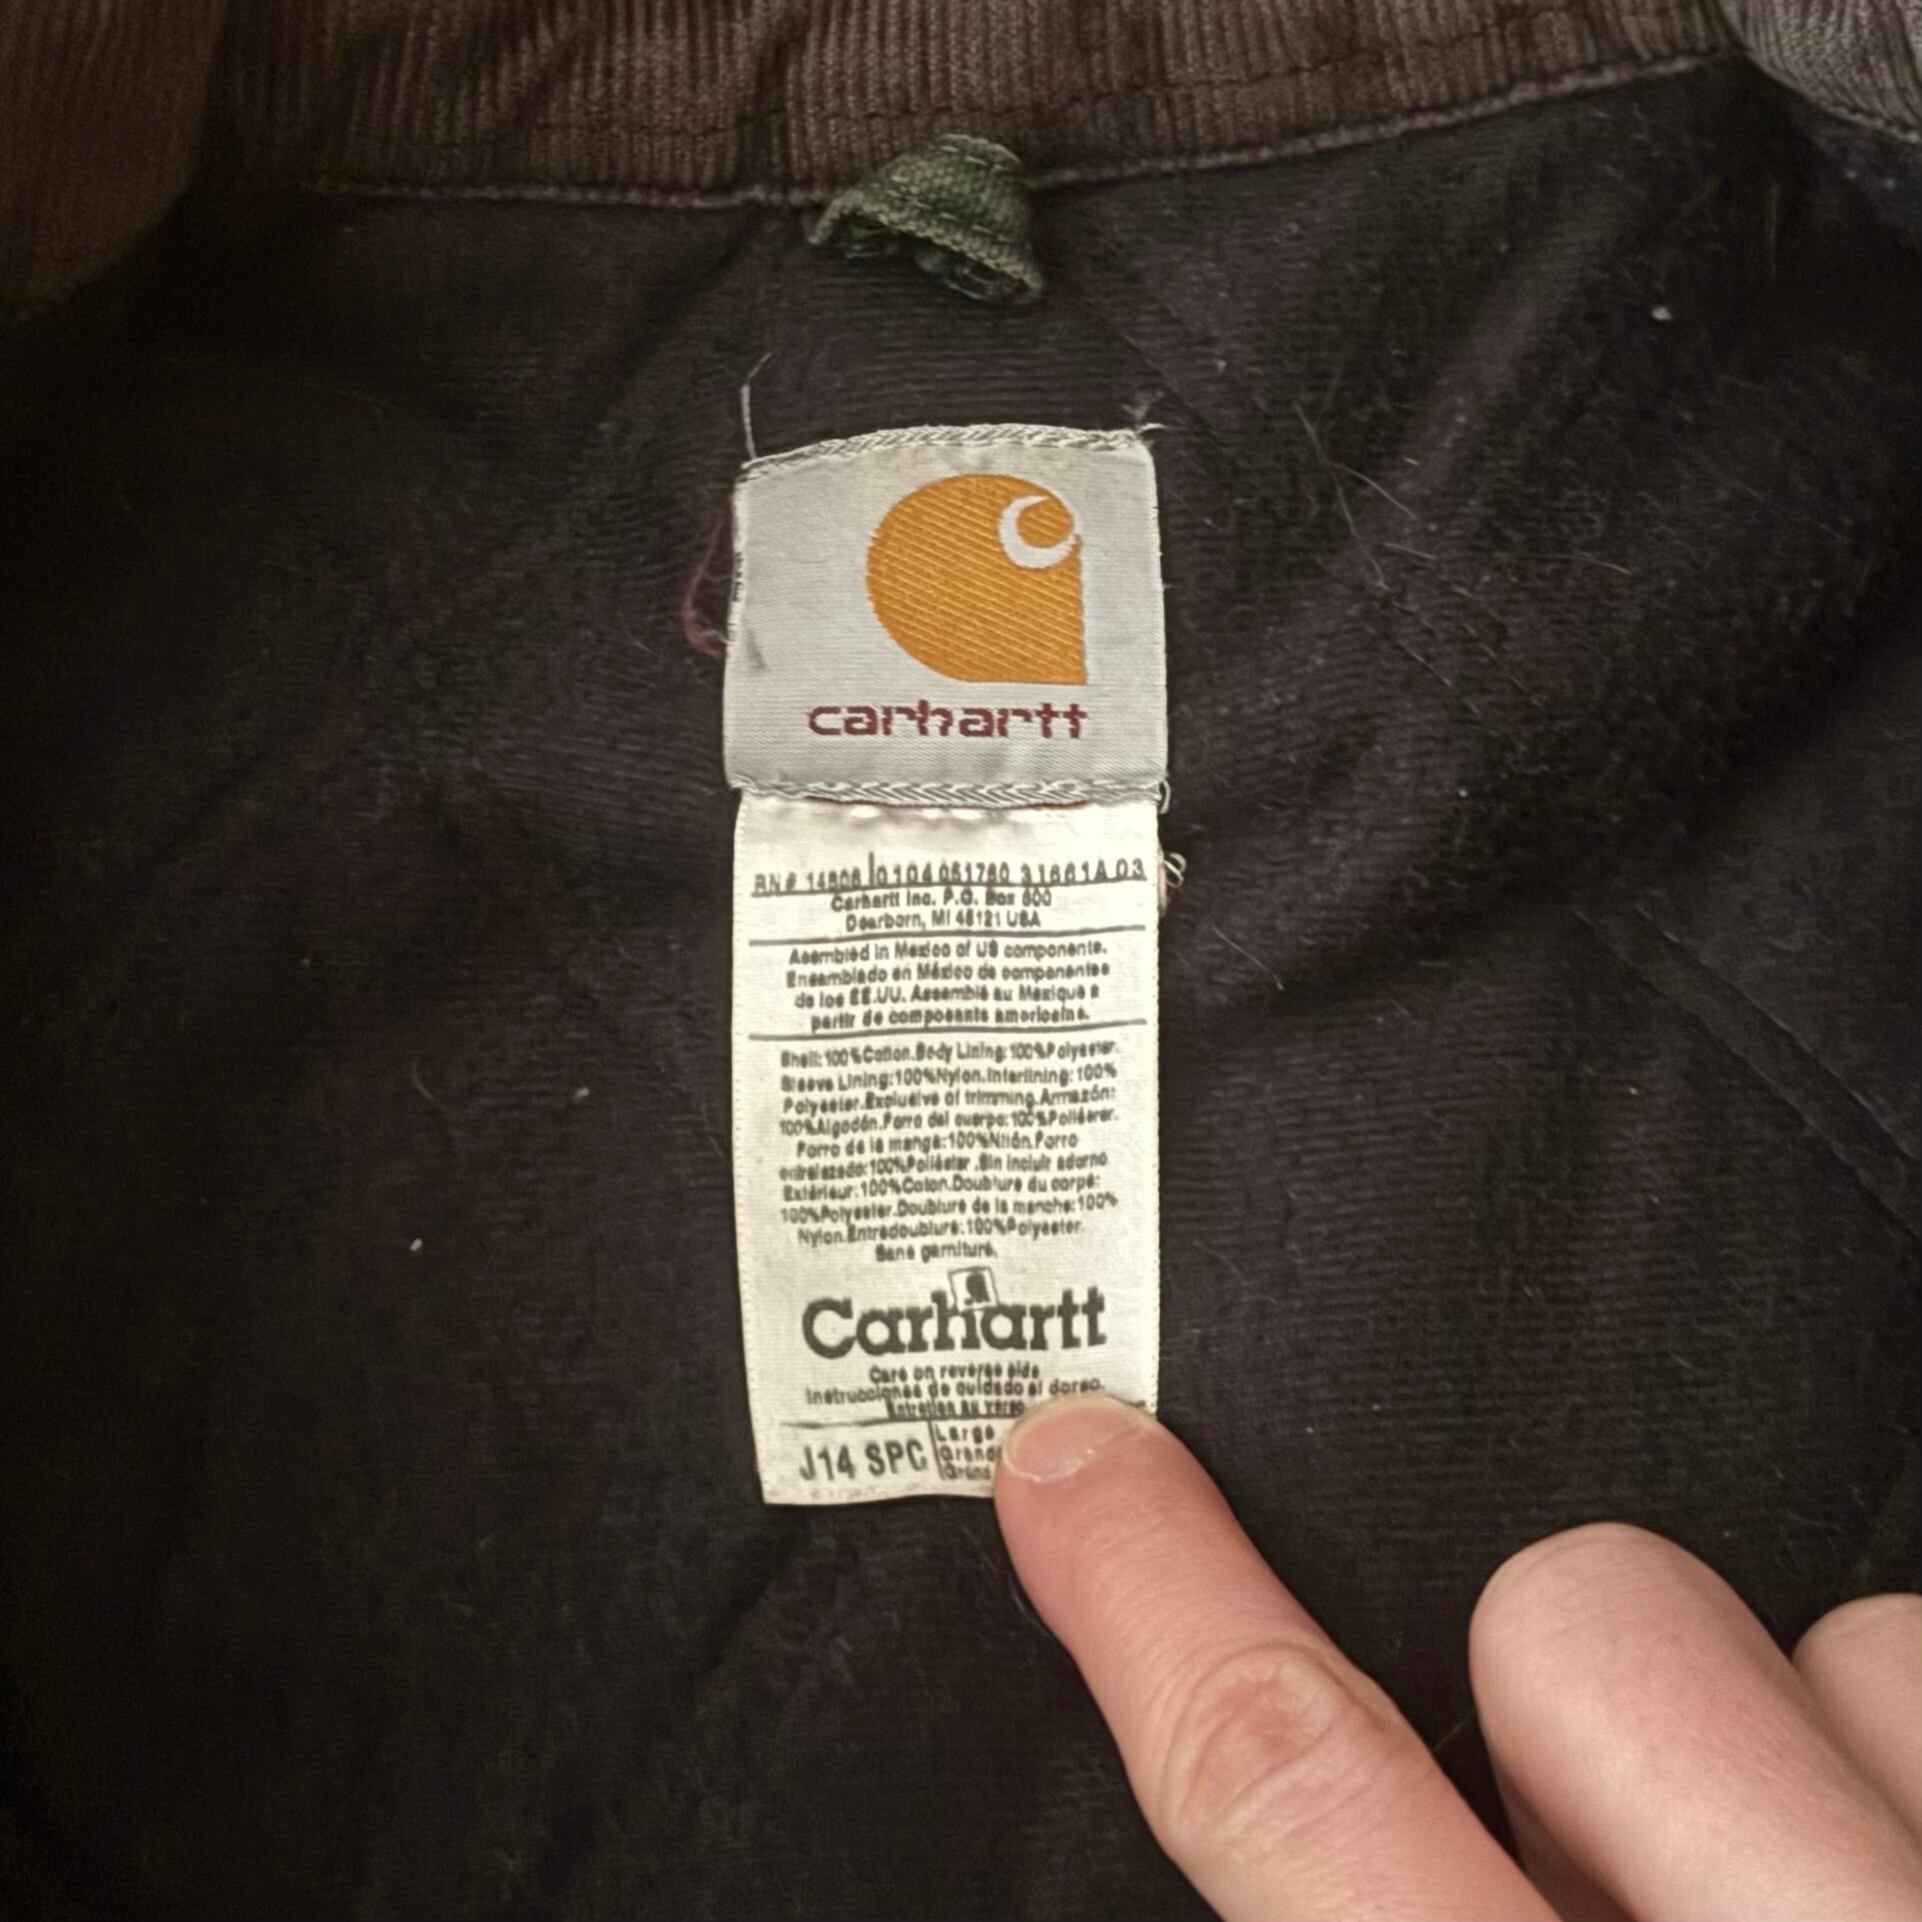 carhartt
RN# 14806 0104 051780 31661A 03
Carhartt Inc. P.O. Box 600
Dearborn, MI 48121 USA
Assembled in Mexico of US components.
Ensamblado en México de componentes
de los EE.UU. Assemblé au Mexique à
partir de composants américains.
Shell:100%Cotton.Body Lining:100%Polyester.
Sleeve Lining:100%Nylon.Interlining:100%
Polyester.Exclusive of trimming.Armazón:
100%Algodón.Forro del cuerpo:100%Poliéster.
Forro de la manga:100%Nilón.Forro
entrelazado:100%Poliéster .Sin incluir adorno
Extérieur:100%Coton.Doublure du corps:
100%Polyester.Doublure de la manche:100%
Nylon.Entredoublure:100%Polyester.
Sans garniture.
Carhartt
Care on reverse side
Instrucciones de cuidado al dorso.
Entretien au verso
J14 SPC
Large